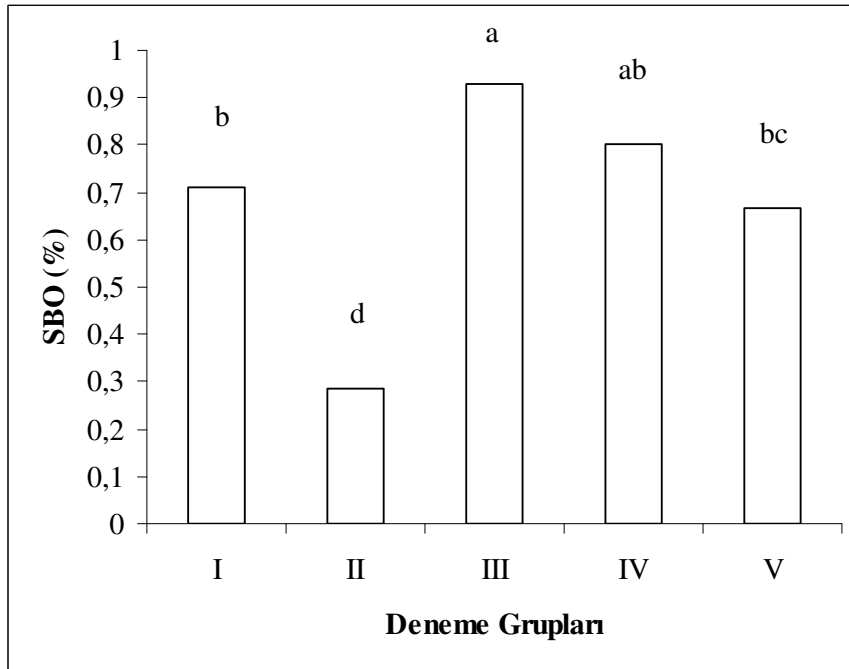 a
1
ab
0,9
b
bc
0,8
0,7
0,6
SBO (%)
0,5
d
0,4
0,3
0,2
0,1
0
I II III IV V
Deneme Grupları